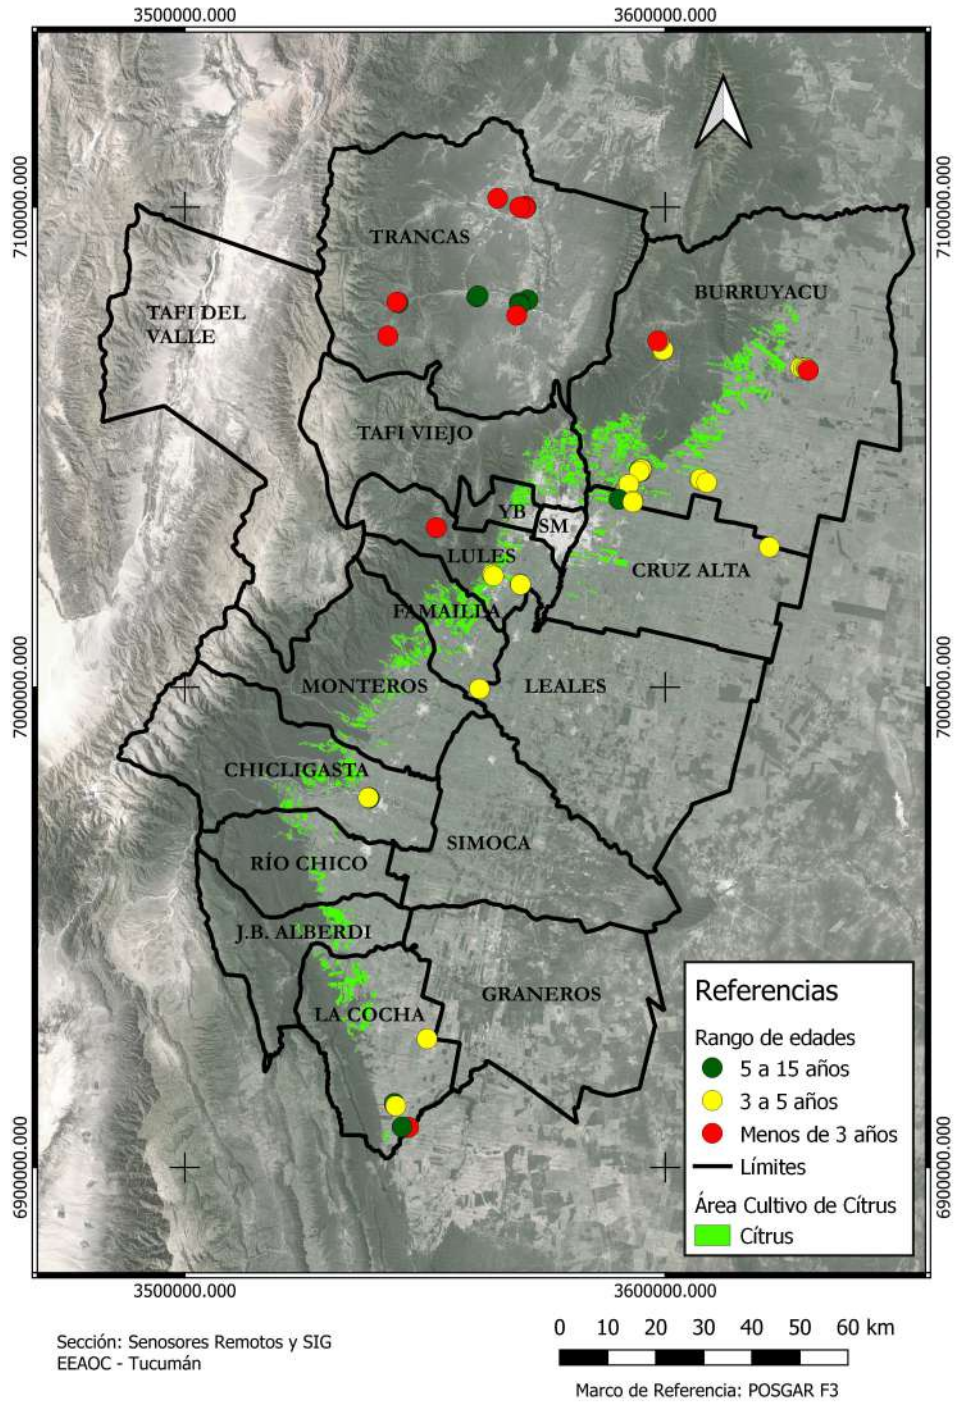 3500000.000
3600000.000
7100000.000
7100000.000
TRANCAS
BURRUYACU
TAFI DEL
VALLE
TAFI VIEJO
YB
SM
LULES
CRUZ ALTA
FAMAILLA
7000000.000
7000000.000
MONTEROS
LEALES
CHICLIGASTA
SIMOCA
RÍO CHICO
J.B. ALBERDI
GRANEROS
LA COCHA
Referencias
Rango de edades
5 a 15 años
3 a 5 años
Menos de 3 años
Límites
Área Cultivo de Cítrus
Cítrus
6900000.000
6900000.000
3500000.000
3600000.000
Sección: Senosores Remotos y SIG
EEAOC - Tucumán
0 10 20 30 40 50 60 km
Marco de Referencia: POSGAR F3